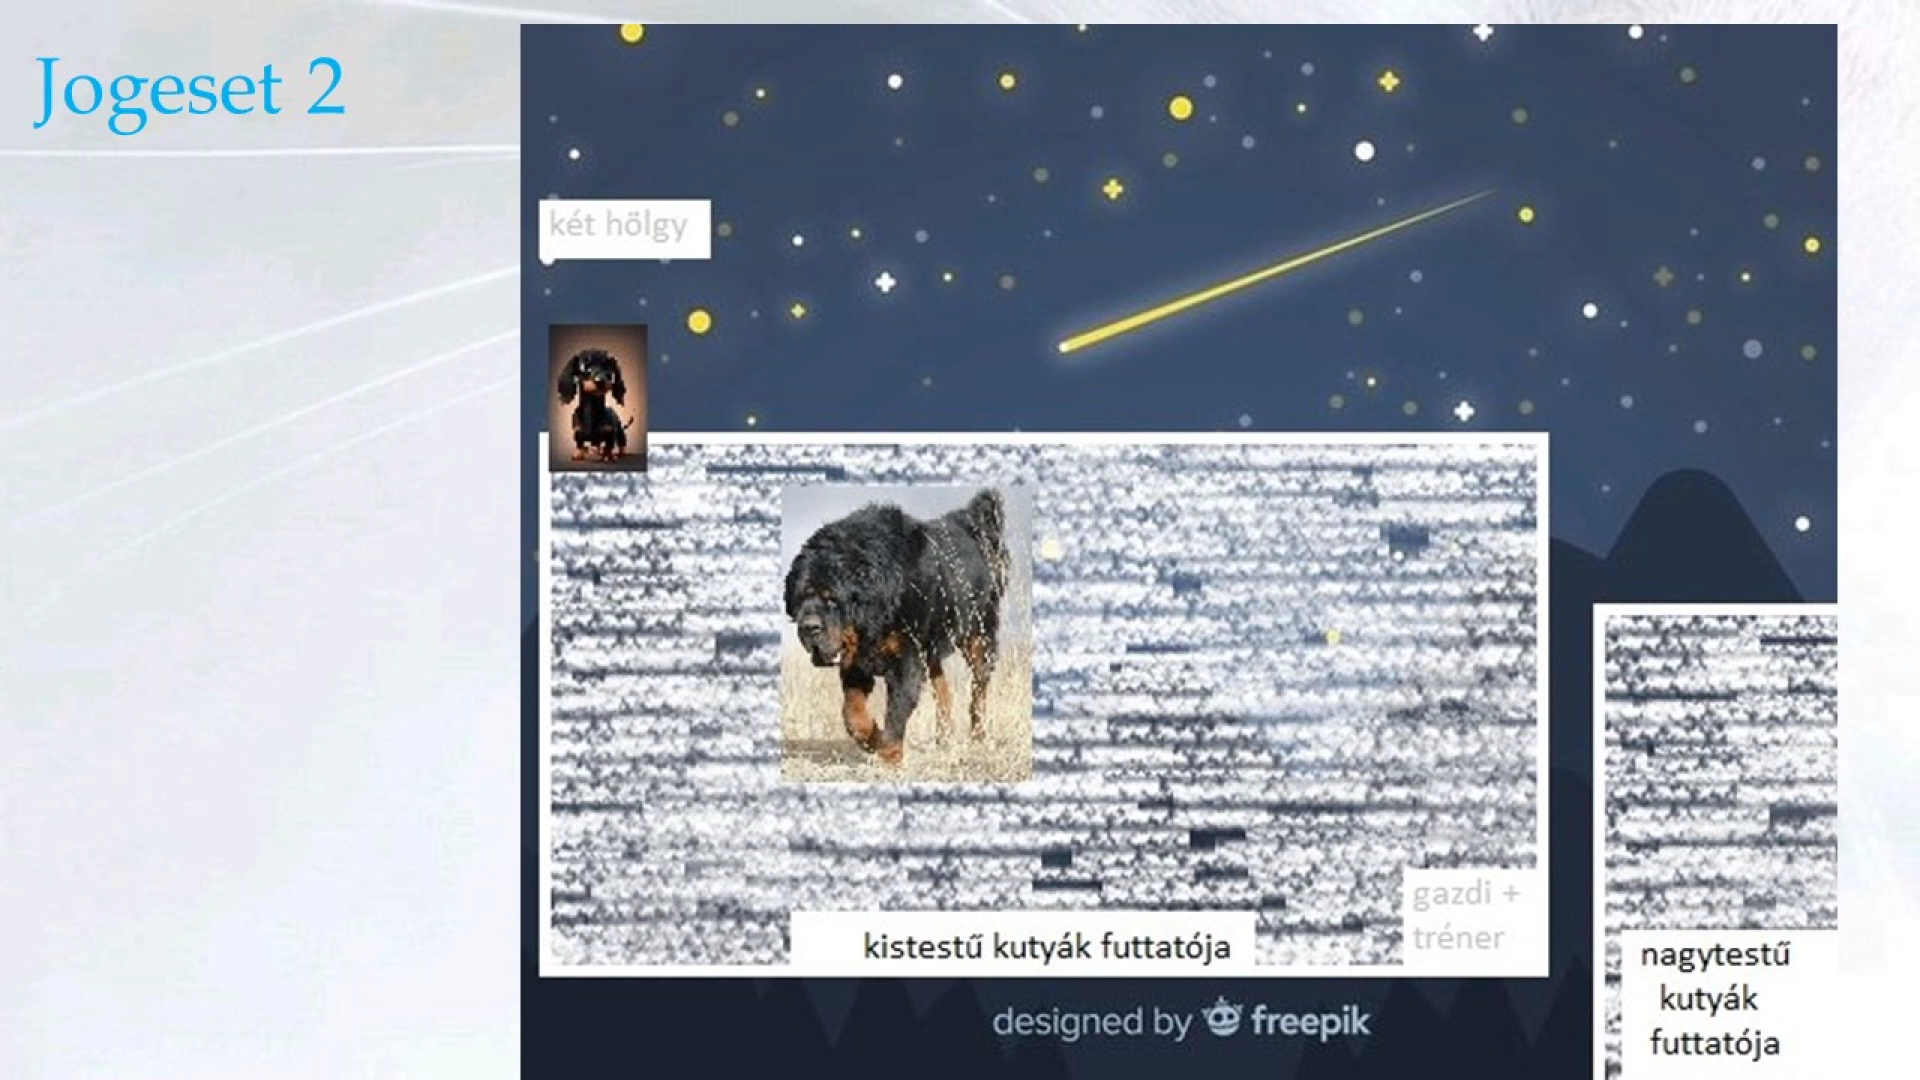 Jogeset 2
két hölgy
gazdi +
tréner
kistestű kutyák futtatója
nagytestű
kutyák
futtatója
designed by freepik